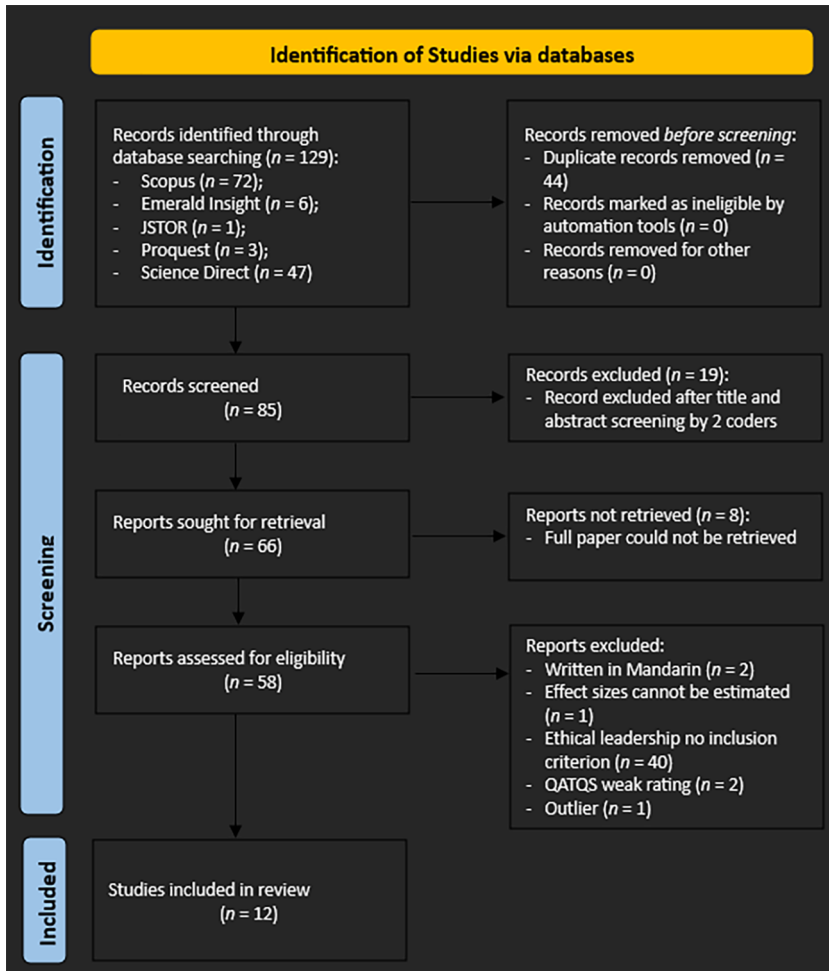 Identification of Studies via databases
Identification
Records identified through
database searching (n = 129):
- Scopus (n = 72);
- Emerald Insight (n = 6);
- JSTOR (n = 1);
- Proquest (n = 3);
- Science Direct (n = 47)
Records removed before screening:
- Duplicate records removed (n =
44)
- Records marked as ineligible by
automation tools (n = 0)
- Records removed for other
reasons (n = 0)
Screening
Records screened
(n = 85)
Records excluded (n = 19):
- Record excluded after title and
abstract screening by 2 coders
Reports sought for retrieval
(n = 66)
Reports not retrieved (n = 8):
- Full paper could not be retrieved
Reports assessed for eligibility
(n = 58)
Reports excluded:
- Written in Mandarin (n = 2)
- Effect sizes cannot be estimated
(n = 1)
- Ethical leadership no inclusion
criterion (n = 40)
- QATQS weak rating (n = 2)
- Outlier (n = 1)
Included
Studies included in review
(n = 12)